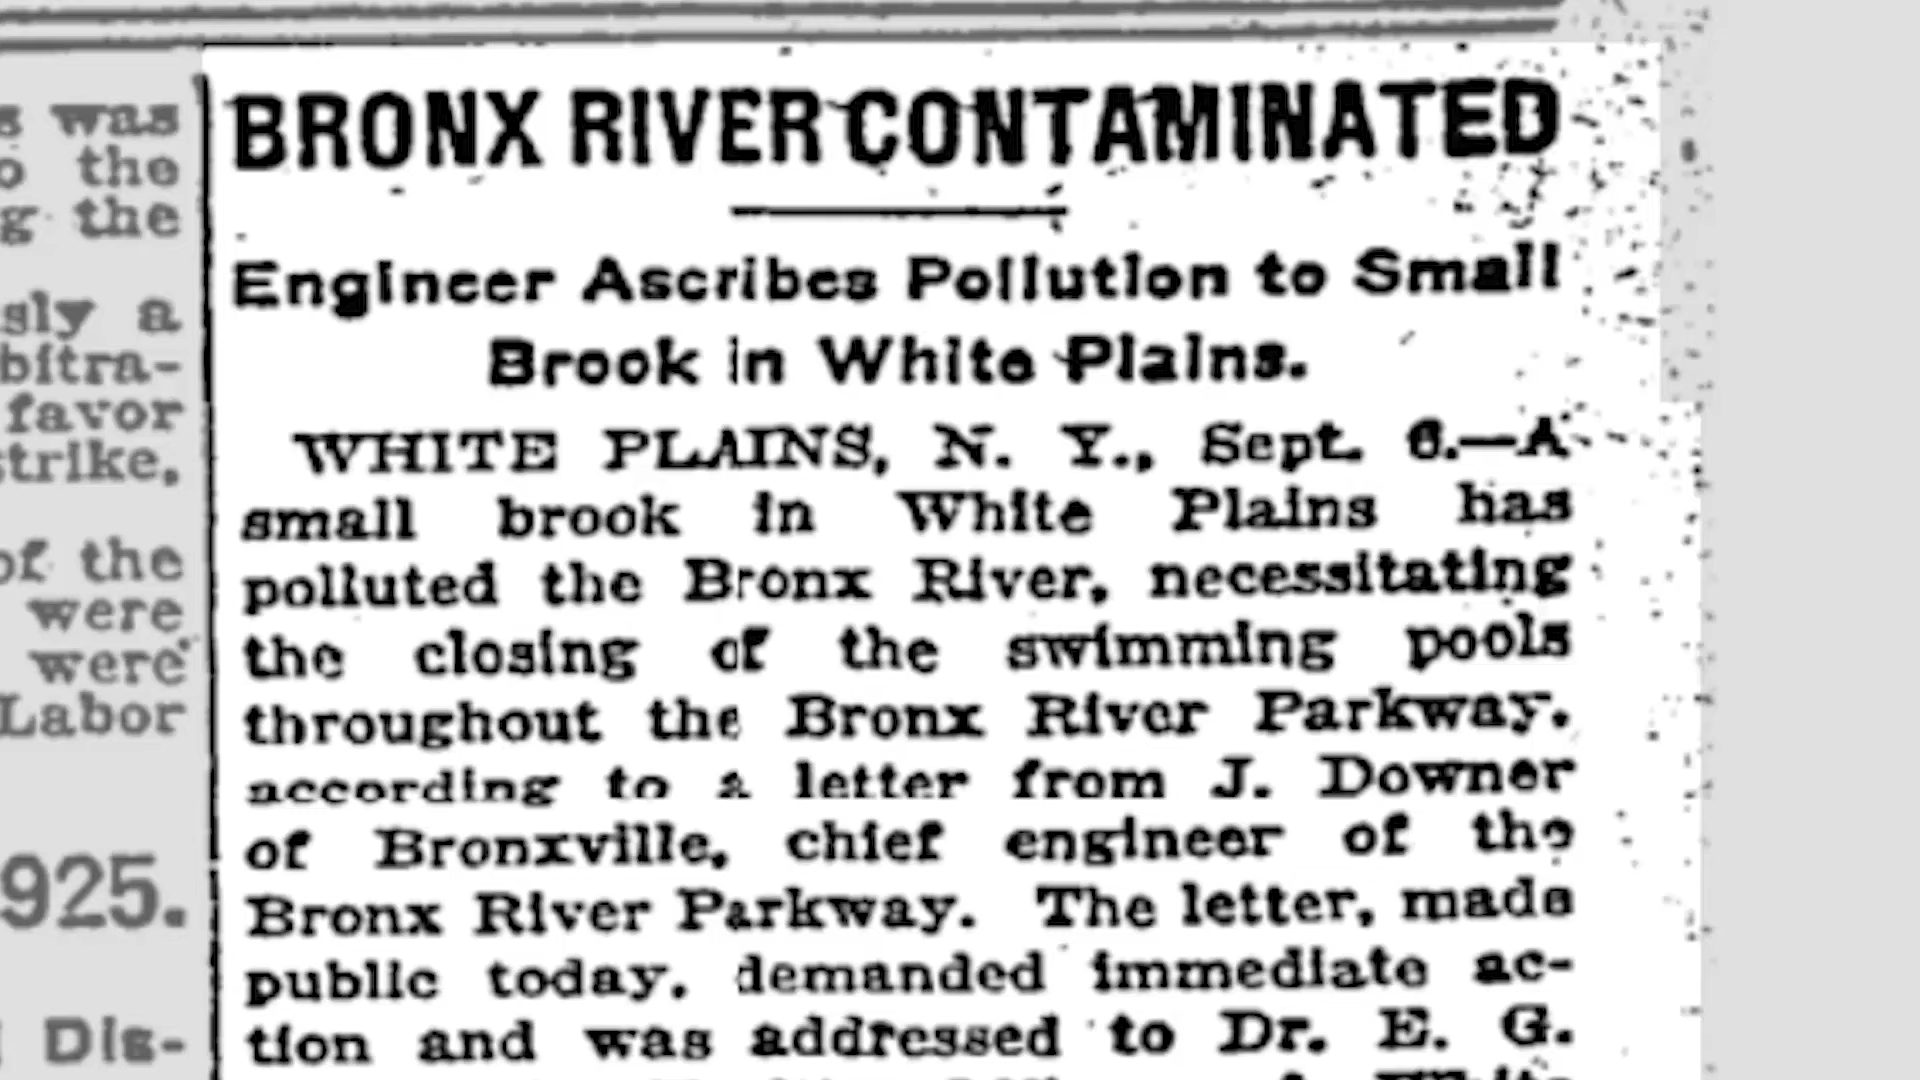 s was
o the
g the
sly a
bitra-
favor
strike,
of the
were
were
Labor
925.
Dis-
BRONX RIVER CONTAMINATED
Engineer Ascribes Pollution to Small
Brook in White Plains.
WHITE PLAINS, N. Y., Sept. 6.—A
small brook in White Plains has
polluted the Bronx River, necessitating
the closing of the swimming pools
throughout the Bronx River Parkway,
according to a letter from J. Downer
of Bronxville, chief engineer of the
Bronx River Parkway. The letter, made
public today, demanded immediate ac-
tion and was addressed to Dr. E. G.